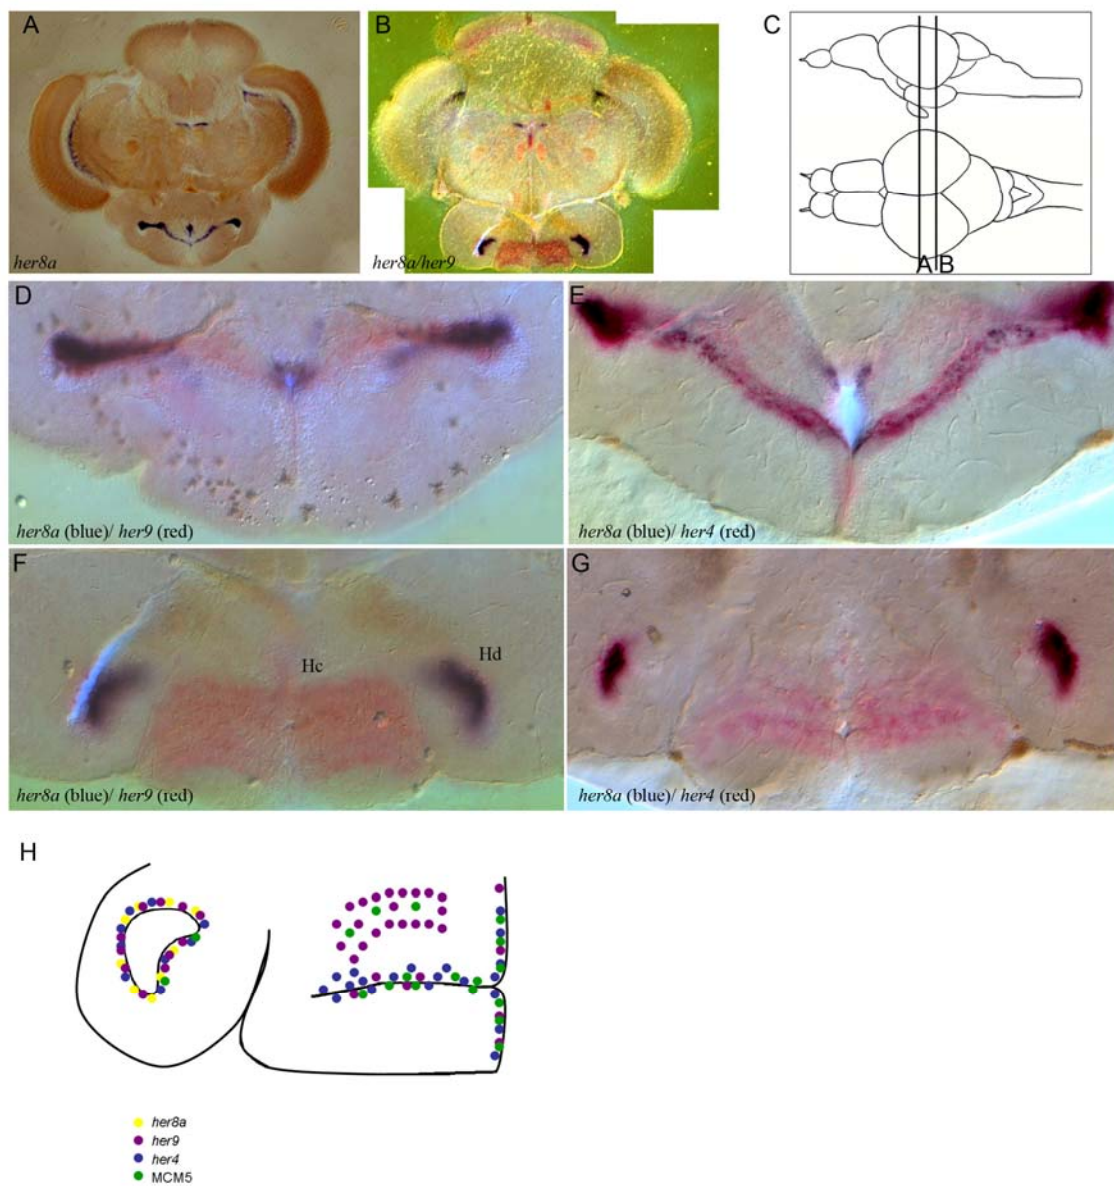 A
her8a
B
her8a/her9
C
A B
D
her8a (blue)/ her9 (red)
E
her8a (blue)/ her4 (red)
F
Hc
Hd
her8a (blue)/ her9 (red)
G
her8a (blue)/ her4 (red)
H
her8a
her9
her4
MCM5